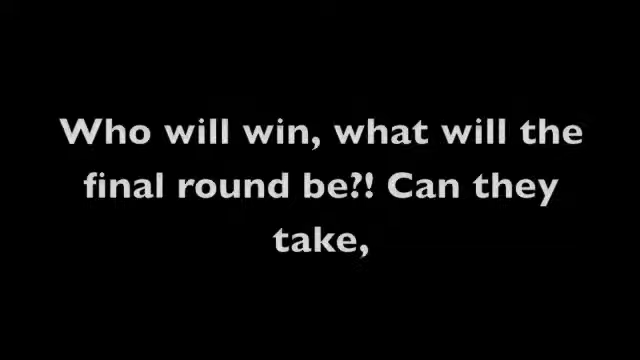 Who will win, what will the
final round be?! Can they
take,